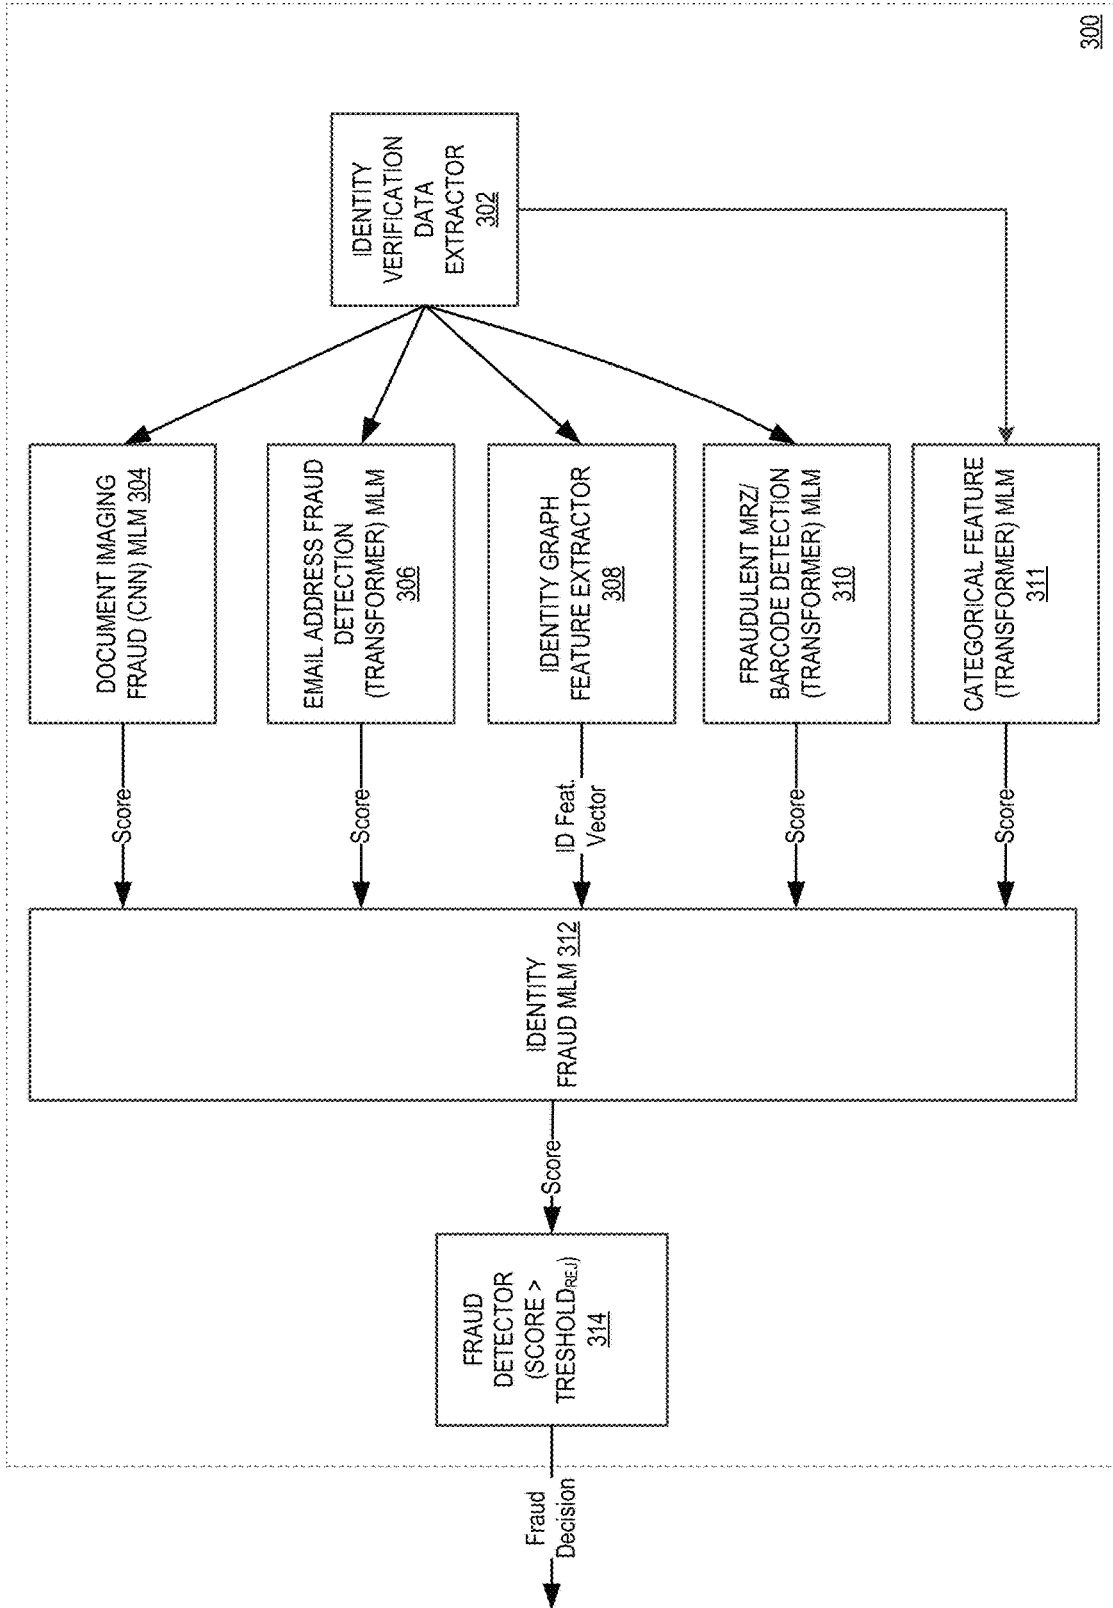 300
IDENTITY
VERIFICATION
DATA
EXTRACTOR
302
DOCUMENT IMAGING
FRAUD (CNN) MLM 304
EMAIL ADDRESS FRAUD
DETECTION
(TRANSFORMER) MLM
306
IDENTITY GRAPH
FEATURE EXTRACTOR
308
FRAUDULENT MRZ/
BARCODE DETECTION
(TRANSFORMER) MLM
310
CATEGORICAL FEATURE
(TRANSFORMER) MLM
311
Score
Score
ID Feat.
Vector
Score
Score
IDENTITY
FRAUD MLM 312
Score
FRAUD
DETECTOR
(SCORE >
TRESHOLDREJ)
314
Fraud
Decision